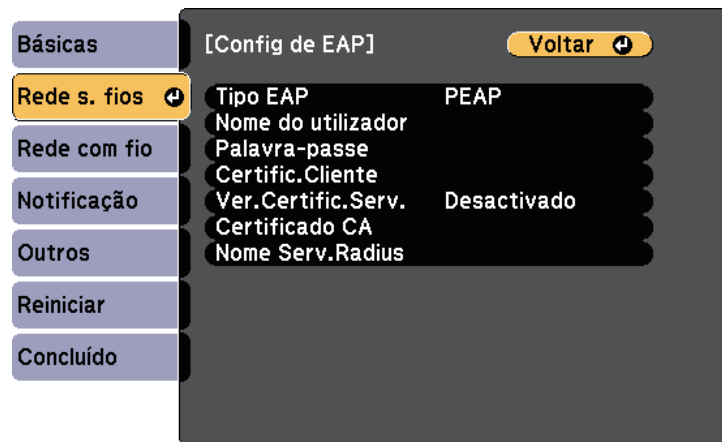 Básicas
Rede s. fios
Rede com fio
Notificação
Outros
Reiniciar
Concluído
[Config de EAP]
Voltar
Tipo EAP PEAP
Nome do utilizador
Palavra-passe
Certific.Cliente
Ver.Certific.Serv. Desactivado
Certificado CA
Nome Serv.Radius